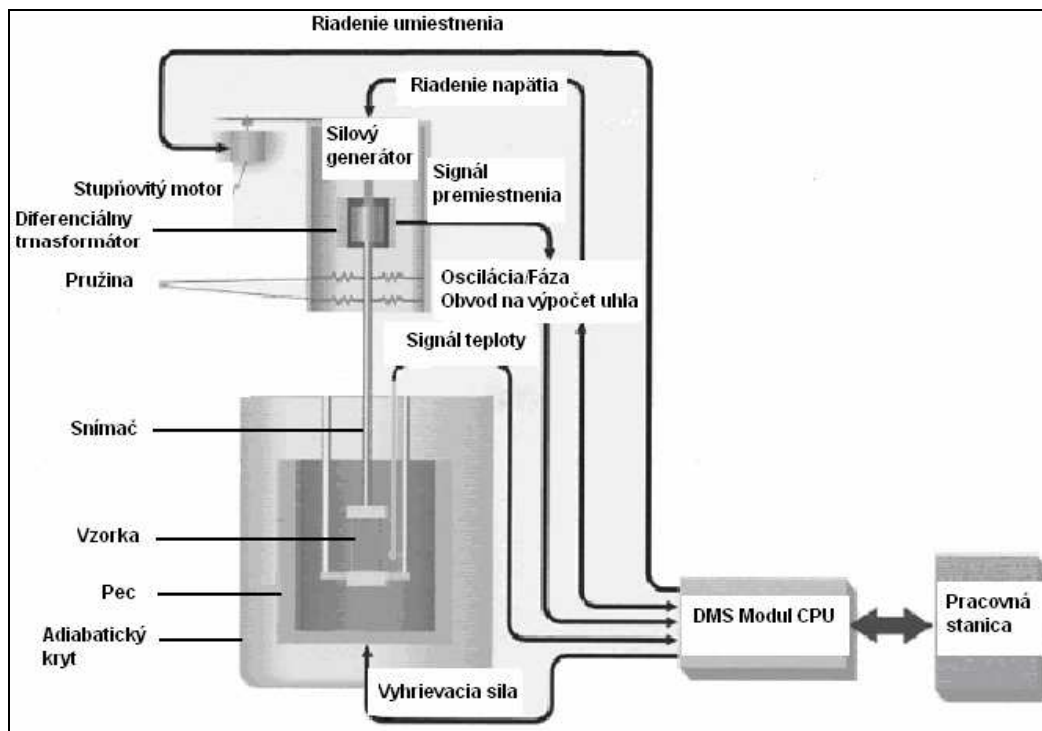 Riadenie umiestnenia
Riadenie napätia
Silový
generátor
Signál
premiestnenia
Stupňovitý motor
Diferenciálny
trnasformátor
Pružina
Oscilácia/Fáza
Obvod na výpočet uhla
Signál teploty
Snímač
Vzorka
Pec
Adiabatický
kryt
Vyhrievacia sila
DMS Modul CPU
Pracovná
stanica